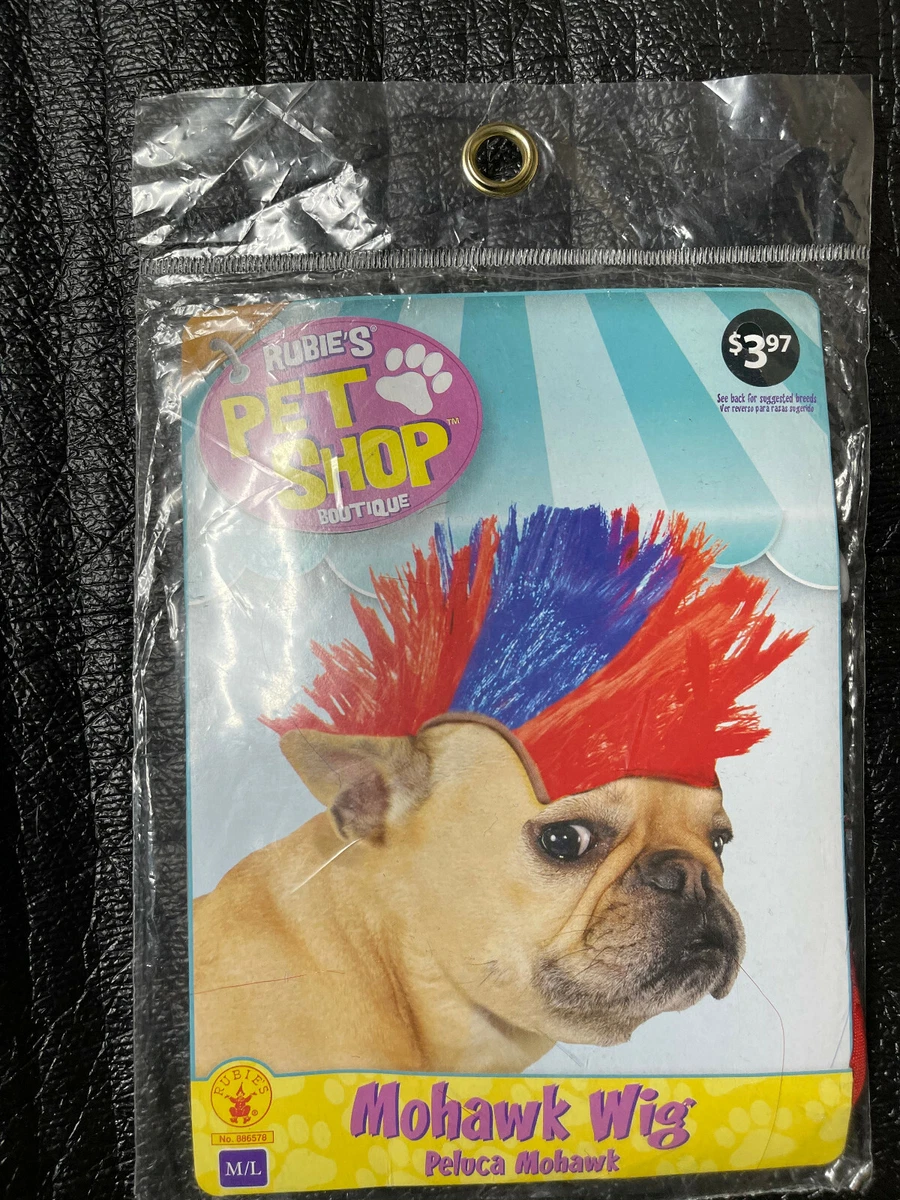 RUBIE'S®
PET
SHOP™
BOUTIQUE
$3.97
See back for suggested breeds
Ver reverso para razas sugerido
RUBIE'S®
No. 886578
M/L
Mohawk Wig
Peluca Mohawk